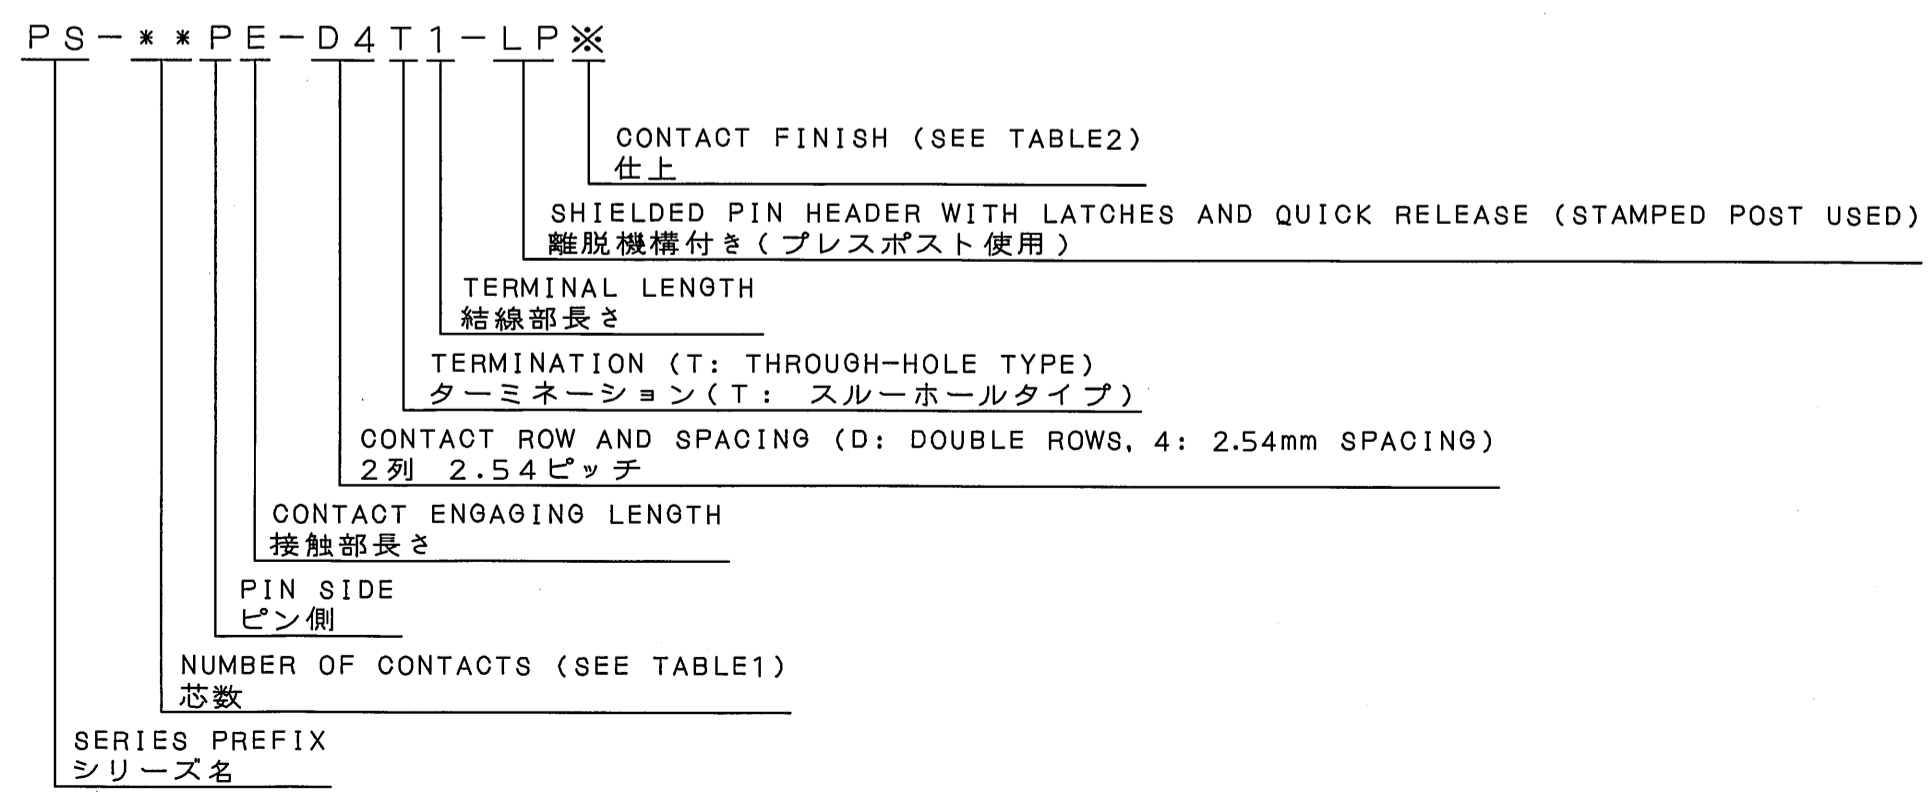 PS-**PE-D4T1-LP※
CONTACT FINISH (SEE TABLE2)
仕上
SHIELDED PIN HEADER WITH LATCHES AND QUICK RELEASE (STAMPED POST USED)
離脱機構付き(プレスポスト使用)
TERMINAL LENGTH
結線部長さ
TERMINATION (T: THROUGH-HOLE TYPE)
ターミネーション(T: スルーホールタイプ)
CONTACT ROW AND SPACING (D: DOUBLE ROWS, 4: 2.54mm SPACING)
2列 2.54ピッチ
CONTACT ENGAGING LENGTH
接触部長さ
PIN SIDE
ピン側
NUMBER OF CONTACTS (SEE TABLE1)
芯数
SERIES PREFIX
シリーズ名